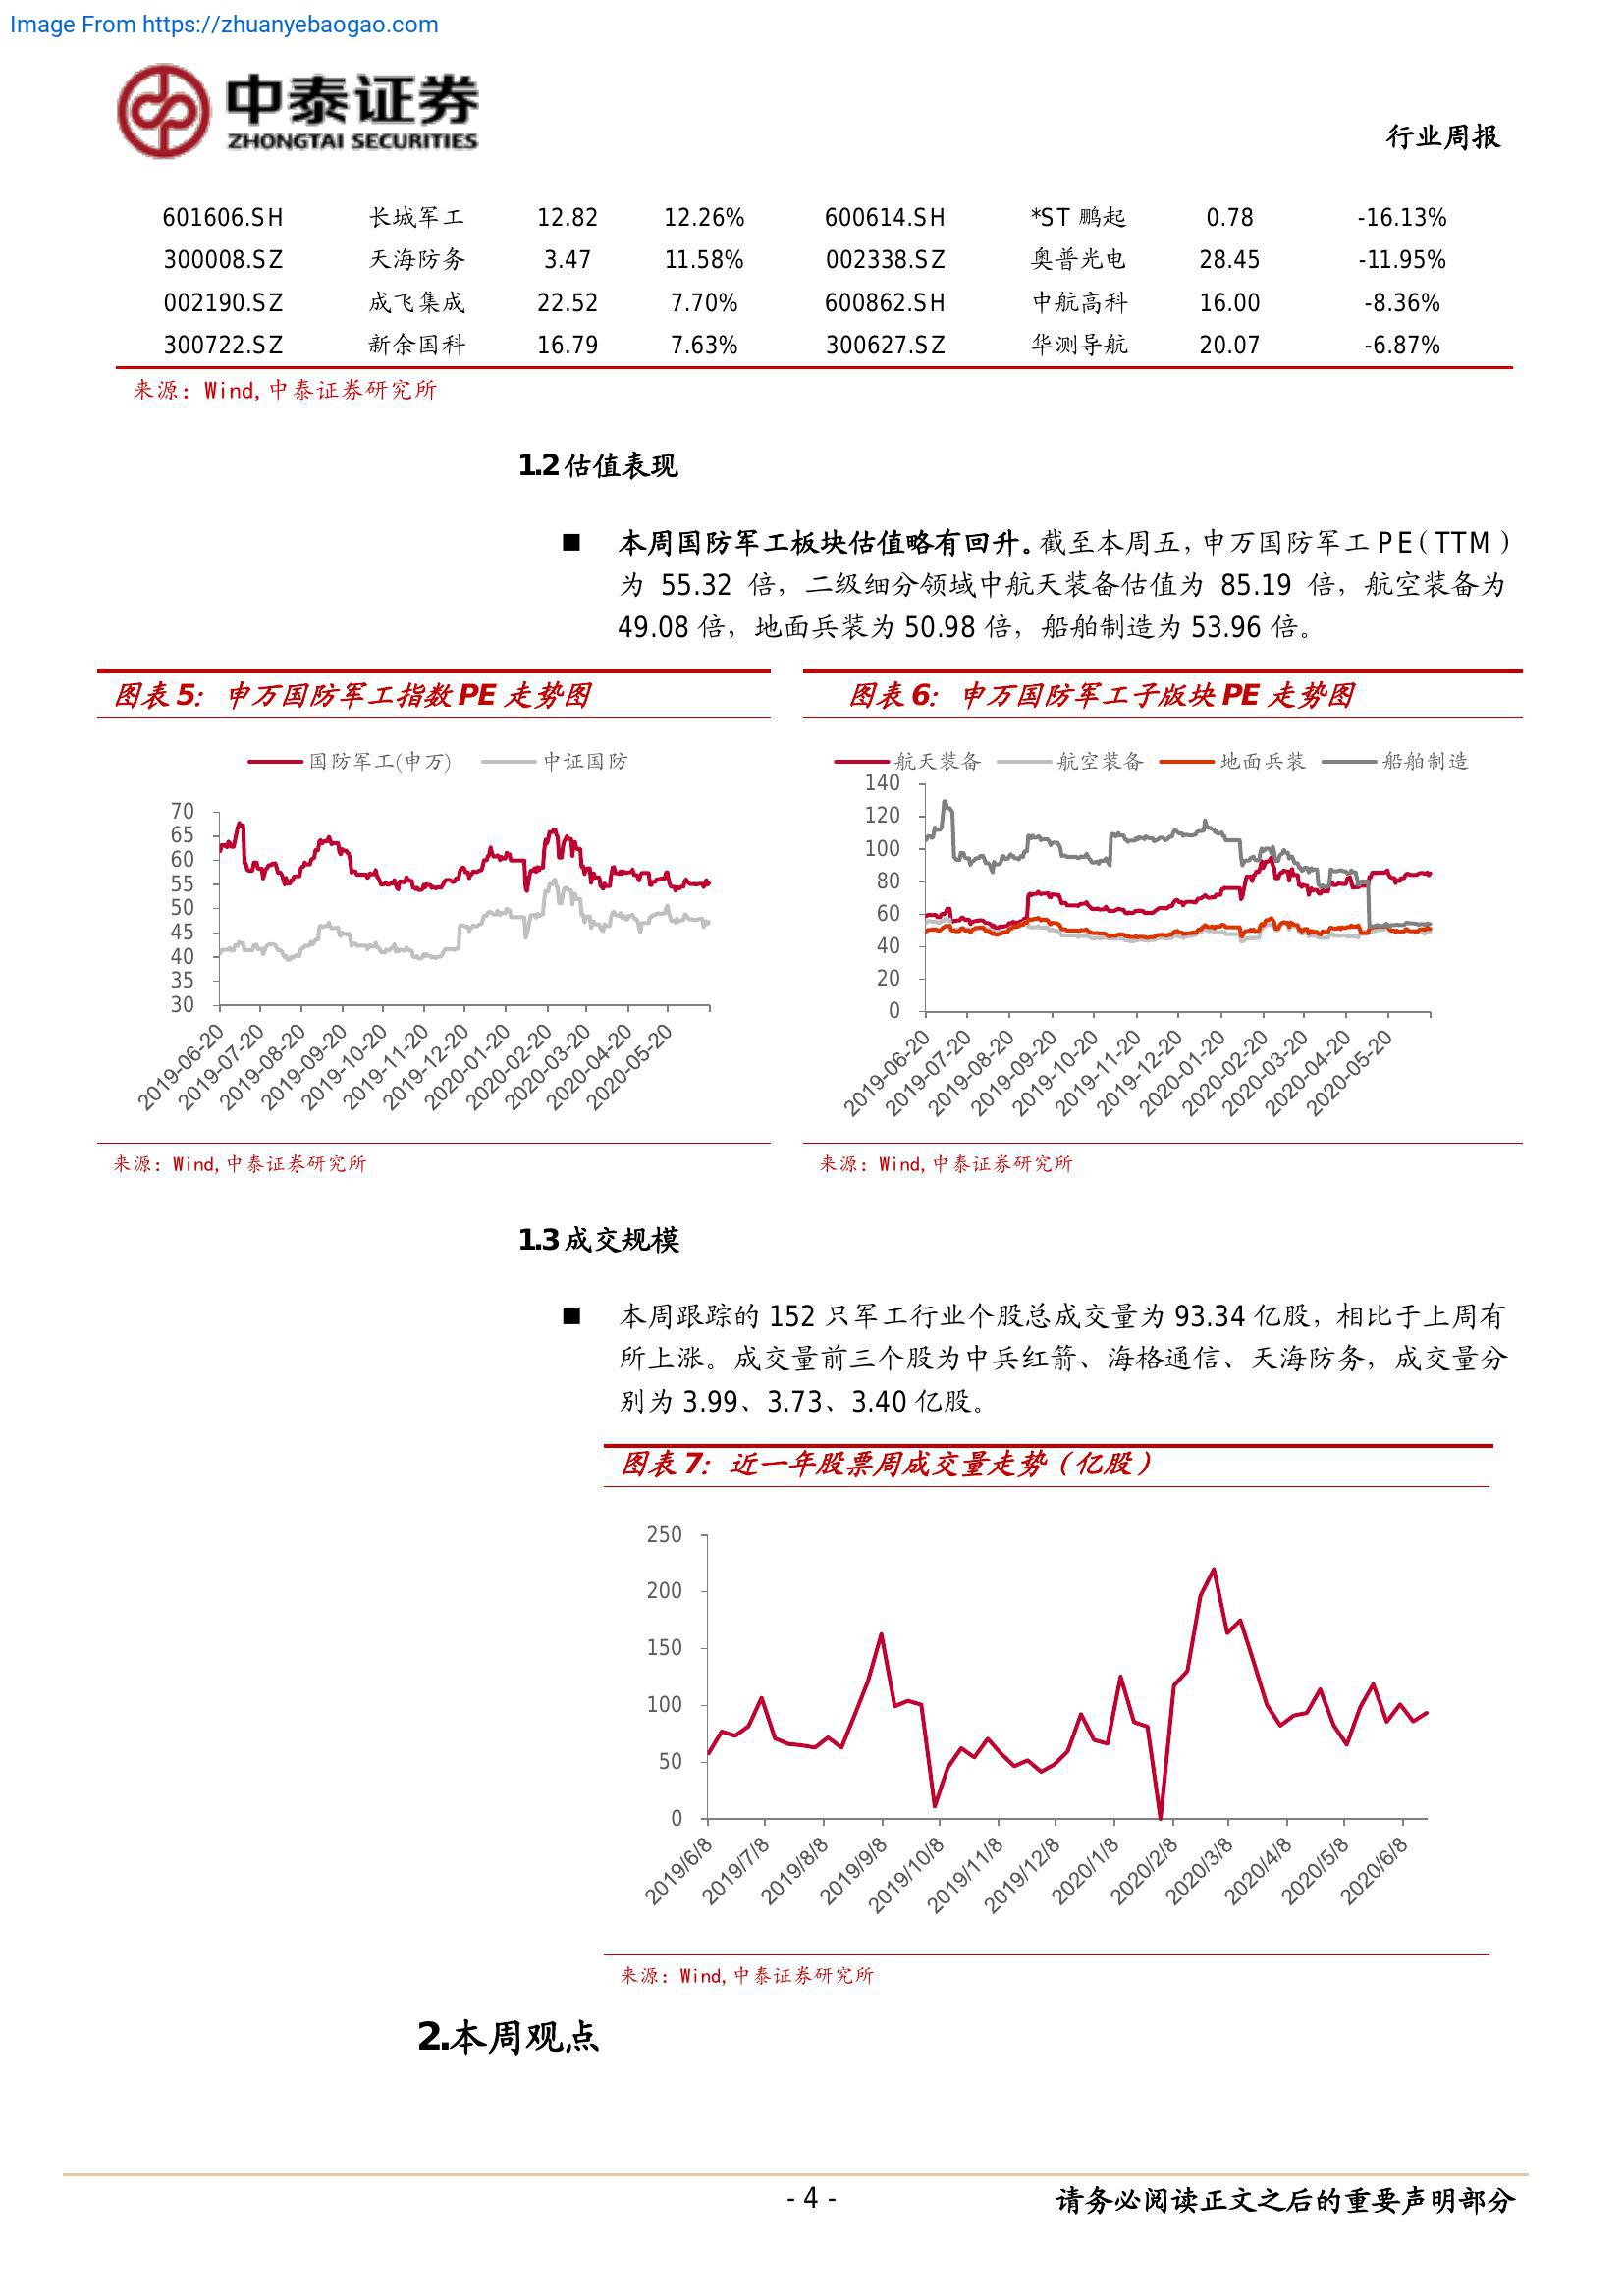 Image From https://zhuanyebaogao.com
中泰证券
ZHONGTAI SECURITIES
行业周报
601606.SH 长城军工 12.82 12.26% 600614.SH *ST 鹏起 0.78 -16.13%
300008.SZ 天海防务 3.47 11.58% 002338.SZ 奥普光电 28.45 -11.95%
002190.SZ 成飞集成 22.52 7.70% 600862.SH 中航高科 16.00 -8.36%
300722.SZ 新余国科 16.79 7.63% 300627.SZ 华测导航 20.07 -6.87%
来源：Wind,中泰证券研究所
1.2 估值表现
■ 本周国防军工板块估值略有回升。截至本周五，申万国防军工 PE（TTM）
为 55.32 倍，二级细分领域中航天装备估值为 85.19 倍，航空装备为
49.08 倍，地面兵装为 50.98 倍，船舶制造为 53.96 倍。
图表 5：申万国防军工指数 PE 走势图
国防军工(申万) 中证国防
70
65
60
55
50
45
40
35
30
2019-06-20 2019-07-20 2019-08-20 2019-09-20 2019-10-20 2019-11-20 2019-12-20 2020-01-20 2020-02-20 2020-03-20 2020-04-20 2020-05-20
来源：Wind,中泰证券研究所
图表 6：申万国防军工子版块 PE 走势图
航天装备 航空装备 地面兵装 船舶制造
140
120
100
80
60
40
20
0
2019-06-20 2019-07-20 2019-08-20 2019-09-20 2019-10-20 2019-11-20 2019-12-20 2020-01-20 2020-02-20 2020-03-20 2020-04-20 2020-05-20
来源：Wind,中泰证券研究所
1.3 成交规模
■ 本周跟踪的 152 只军工行业个股总成交量为 93.34 亿股，相比于上周有
所上涨。成交量前三个股为中兵红箭、海格通信、天海防务，成交量分
别为 3.99、3.73、3.40 亿股。
图表 7：近一年股票周成交量走势（亿股）
250
200
150
100
50
0
2019/6/8 2019/7/8 2019/8/8 2019/9/8 2019/10/8 2019/11/8 2019/12/8 2020/1/8 2020/2/8 2020/3/8 2020/4/8 2020/5/8 2020/6/8
来源：Wind,中泰证券研究所
2.本周观点
- 4 -
请务必阅读正文之后的重要声明部分